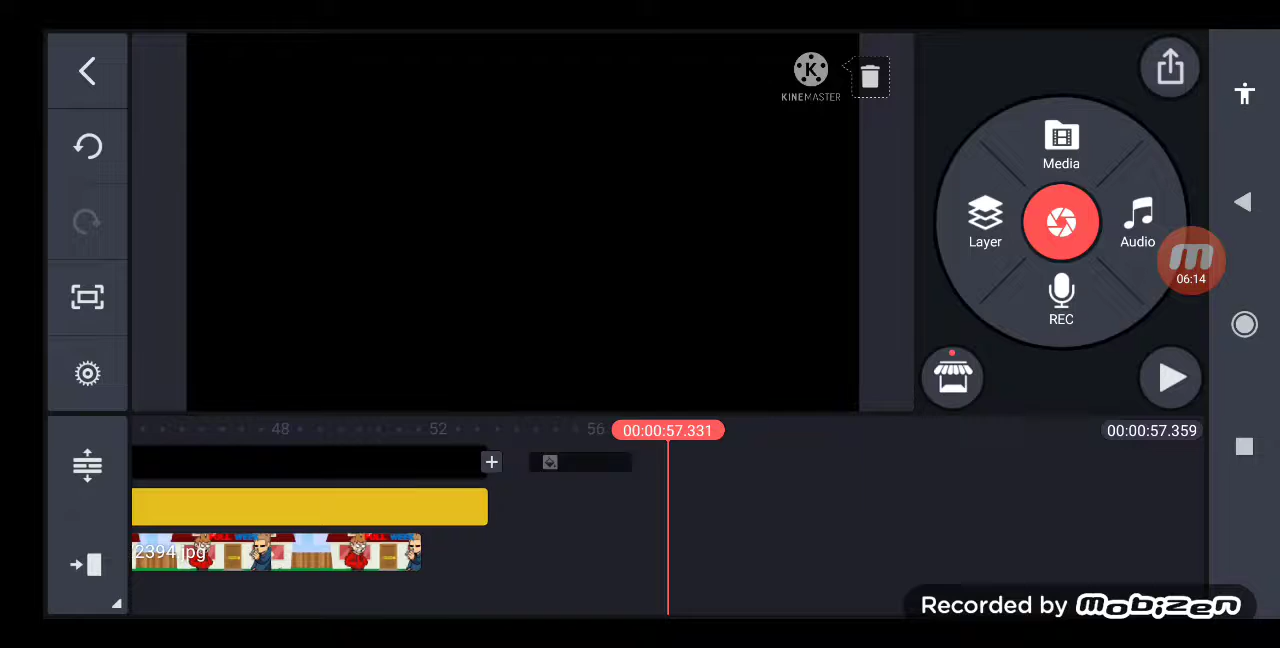 KINEMASTER
Media
Layer
Audio
06:14
REC
48
52
56
00:00:57.331
00:00:57.359
2394.jpg
Recorded by mobizen